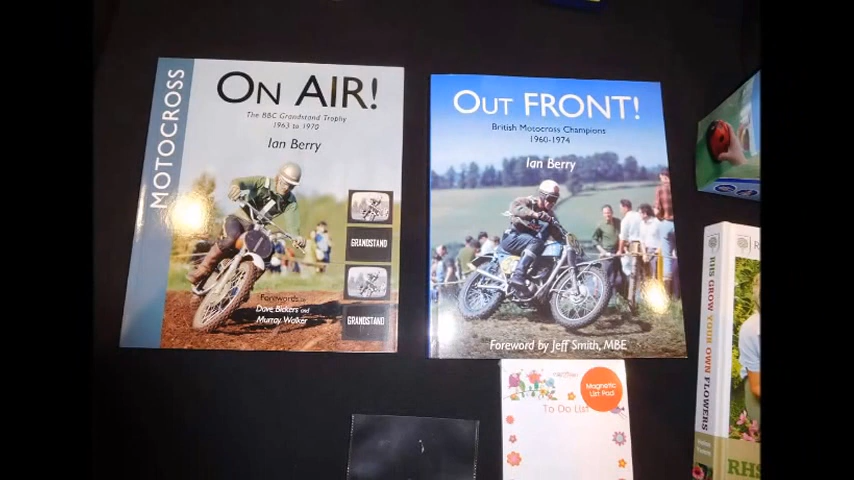 MOTOCROSS
ON AIR!
The BBC Grandstand Trophy
1963 to 1970
Ian Berry
GRANDSTAND
GRANDSTAND
Forewords
Dave Bickers and
Murray Walker
OUT FRONT!
British Motocross Champions
1960-1974
Ian Berry
Foreword by Jeff Smith, MBE
Magnetic
List Pad
To Do List
RHS GROW YOUR OWN FLOWERS
RHS